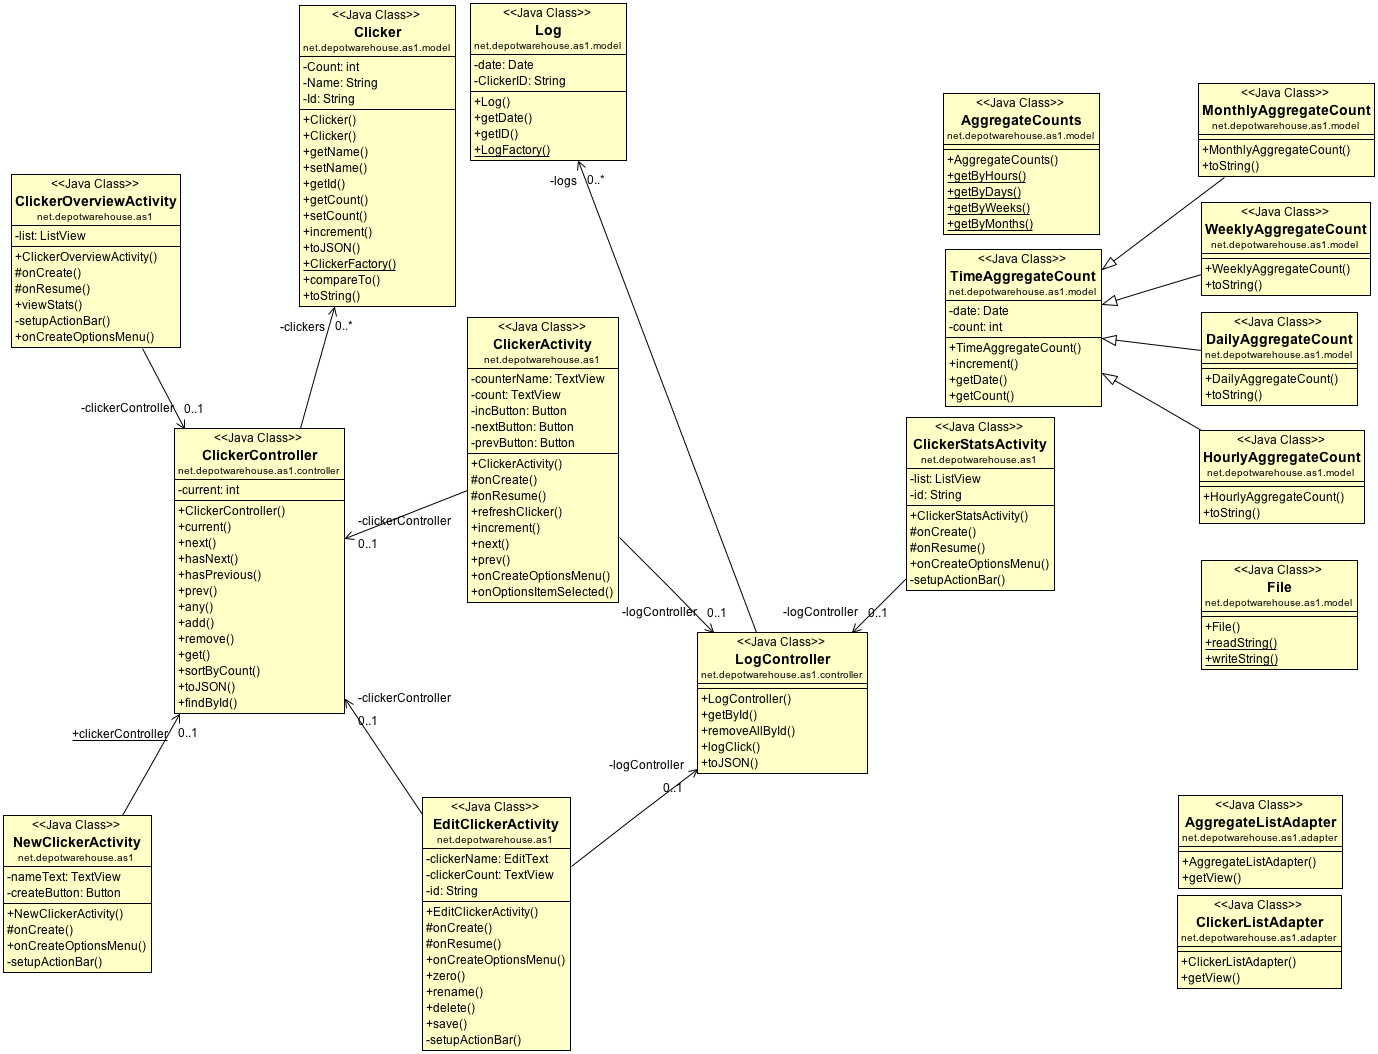 <<Java Class>>
Clicker
net.depotwarehouse.as1.model
-Count: int
-Name: String
-Id: String
+Clicker()
+Clicker()
+getName()
+setName()
+getId()
+getCount()
+setCount()
+increment()
+toJSON()
+ClickerFactory()
+compareTo()
+toString()
<<Java Class>>
Log
net.depotwarehouse.as1.model
-date: Date
-ClickerID: String
+Log()
+getDate()
+getID()
+LogFactory()
-logs 0..*
<<Java Class>>
AggregateCounts
net.depotwarehouse.as1.model
+AggregateCounts()
+getByHours()
+getByDays()
+getByWeeks()
+getByMonths()
<<Java Class>>
MonthlyAggregateCount
net.depotwarehouse.as1.model
+MonthlyAggregateCount()
+toString()
<<Java Class>>
ClickerOverviewActivity
net.depotwarehouse.as1
-list: ListView
+ClickerOverviewActivity()
#onCreate()
#onResume()
+viewStats()
-setupActionBar()
+onCreateOptionsMenu()
<<Java Class>>
WeeklyAggregateCount
net.depotwarehouse.as1.model
+WeeklyAggregateCount()
+toString()
<<Java Class>>
TimeAggregateCount
net.depotwarehouse.as1.model
-date: Date
-count: int
+TimeAggregateCount()
+increment()
+getDate()
+getCount()
<<Java Class>>
DailyAggregateCount
net.depotwarehouse.as1.model
+DailyAggregateCount()
+toString()
-clickers 0..*
<<Java Class>>
ClickerActivity
net.depotwarehouse.as1
-counterName: TextView
-count: TextView
-incButton: Button
-nextButton: Button
-prevButton: Button
+ClickerActivity()
#onCreate()
#onResume()
+refreshClicker()
+increment()
+next()
+prev()
+onCreateOptionsMenu()
+onOptionsItemSelected()
-clickerController 0..1
<<Java Class>>
ClickerController
net.depotwarehouse.as1.controller
-current: int
+ClickerController()
+current()
+next()
+hasNext()
+hasPrevious()
+prev()
+any()
+add()
+remove()
+get()
+sortByCount()
+toJSON()
+findById()
-clickerController
0..1
<<Java Class>>
ClickerStatsActivity
net.depotwarehouse.as1
-list: ListView
-id: String
+ClickerStatsActivity()
#onCreate()
#onResume()
+onCreateOptionsMenu()
-setupActionBar()
<<Java Class>>
HourlyAggregateCount
net.depotwarehouse.as1.model
+HourlyAggregateCount()
+toString()
<<Java Class>>
File
net.depotwarehouse.as1.model
+File()
+readString()
+writeString()
-logController 0..1
-logController 0..1
<<Java Class>>
LogController
net.depotwarehouse.as1.controller
+LogController()
+getById()
+removeAllById()
+logClick()
+toJSON()
-clickerController
0..1
+clickerController 0..1
-logController
0..1
<<Java Class>>
NewClickerActivity
net.depotwarehouse.as1
-nameText: TextView
-createButton: Button
+NewClickerActivity()
#onCreate()
+onCreateOptionsMenu()
-setupActionBar()
<<Java Class>>
EditClickerActivity
net.depotwarehouse.as1
-clickerName: EditText
-clickerCount: TextView
-id: String
+EditClickerActivity()
#onCreate()
#onResume()
+onCreateOptionsMenu()
+zero()
+rename()
+delete()
+save()
-setupActionBar()
<<Java Class>>
AggregateListAdapter
net.depotwarehouse.as1.adapter
+AggregateListAdapter()
+getView()
<<Java Class>>
ClickerListAdapter
net.depotwarehouse.as1.adapter
+ClickerListAdapter()
+getView()